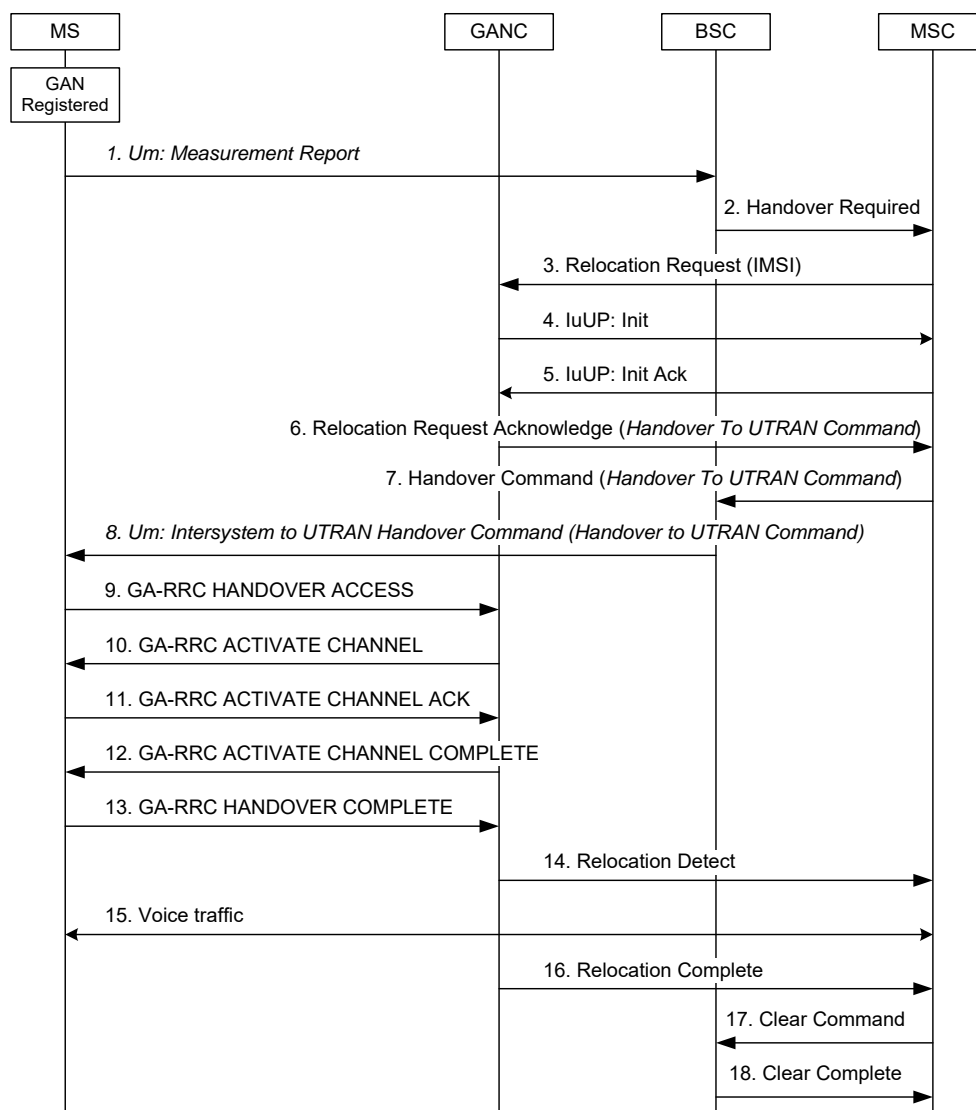 MS
GANC
BSC
MSC
GAN
Registered
1. Um: Measurement Report
2. Handover Required
3. Relocation Request (IMSI)
4. IuUP: Init
5. IuUP: Init Ack
6. Relocation Request Acknowledge (Handover To UTRAN Command)
7. Handover Command (Handover To UTRAN Command)
8. Um: Intersystem to UTRAN Handover Command (Handover to UTRAN Command)
9. GA-RRC HANDOVER ACCESS
10. GA-RRC ACTIVATE CHANNEL
11. GA-RRC ACTIVATE CHANNEL ACK
12. GA-RRC ACTIVATE CHANNEL COMPLETE
13. GA-RRC HANDOVER COMPLETE
14. Relocation Detect
15. Voice traffic
16. Relocation Complete
17. Clear Command
18. Clear Complete